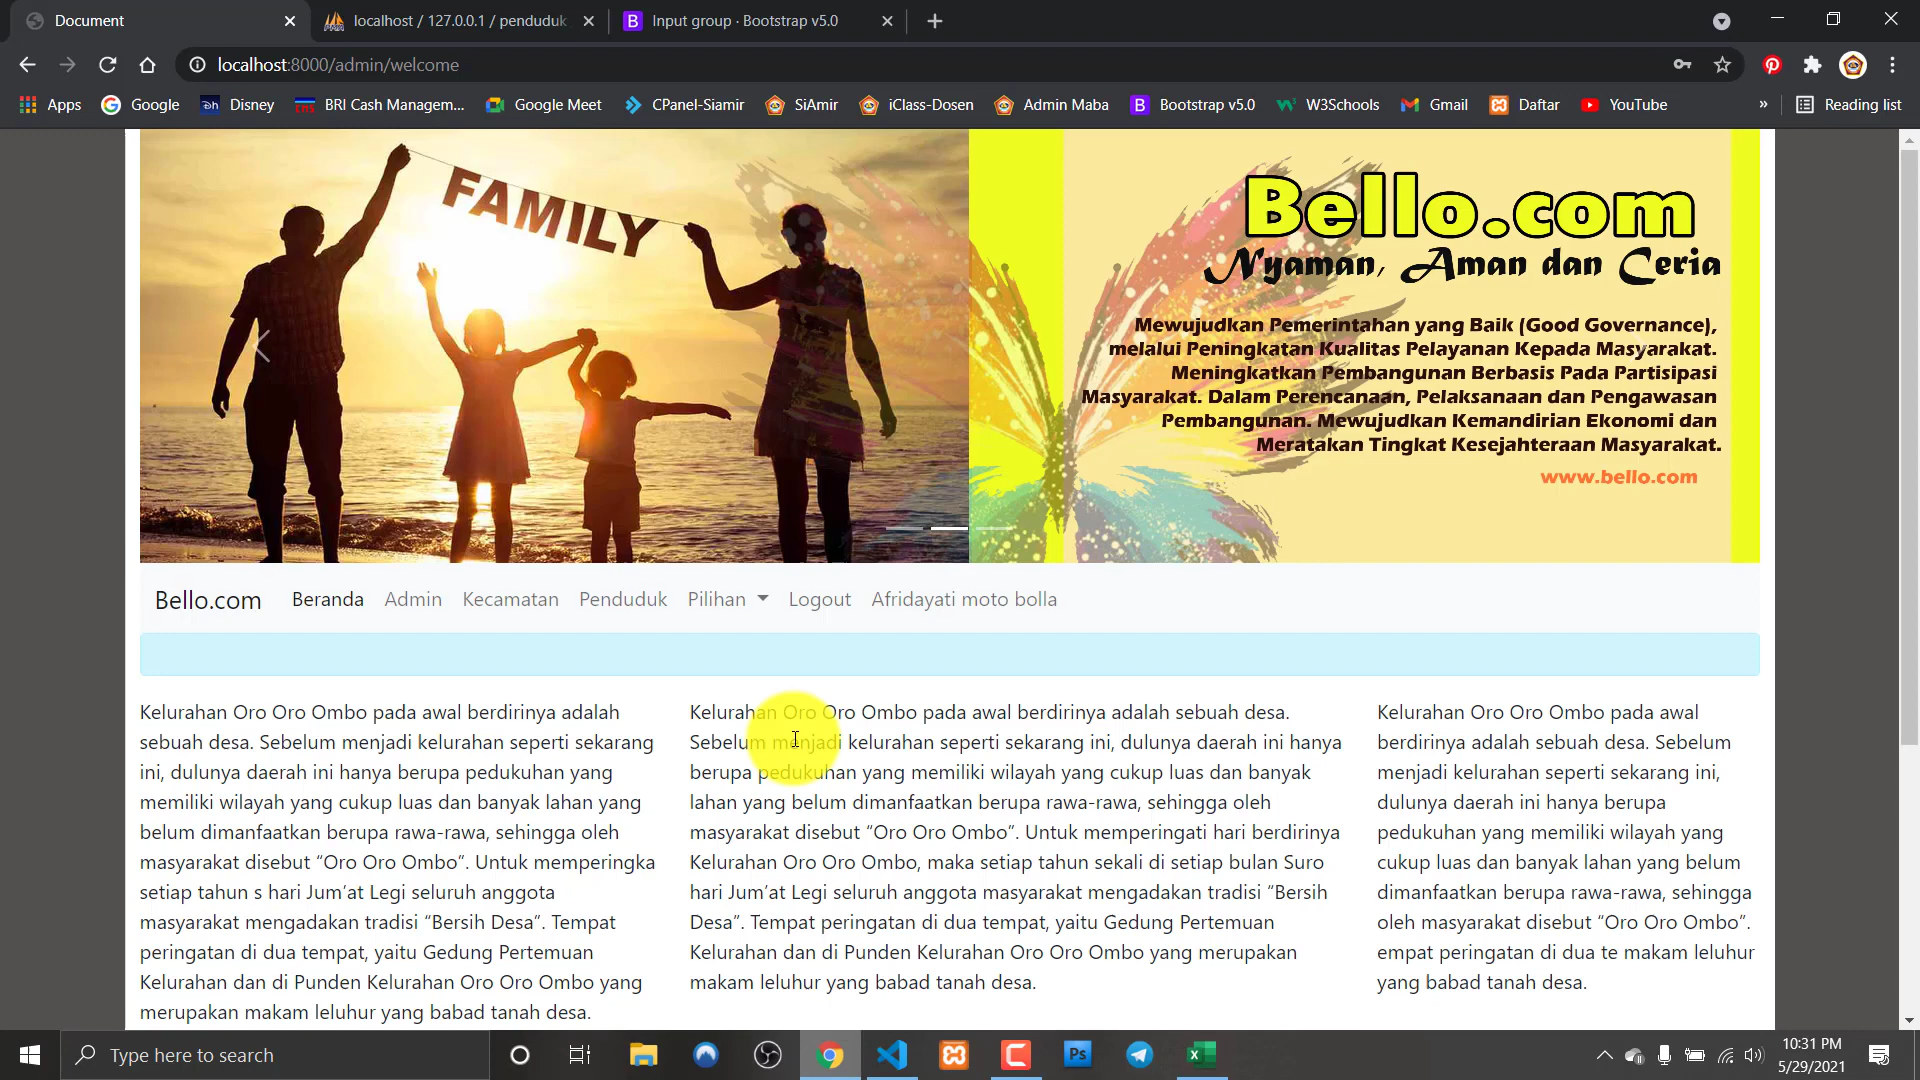 Document
localhost / 127.0.0.1 / penduduk
Input group · Bootstrap v5.0
localhost:8000/admin/welcome
Apps
Google
Disney
BRI Cash Managem...
Google Meet
CPanel-Siamir
SiAmir
iClass-Dosen
Admin Maba
Bootstrap v5.0
W3Schools
Gmail
Daftar
YouTube
»
Reading list
FAMILY
Bello.com
Nyaman, Aman dan Ceria
Mewujudkan Pemerintahan yang Baik (Good Governance),
melalui Peningkatan Kualitas Pelayanan Kepada Masyarakat.
Meningkatkan Pembangunan Berbasis Pada Partisipasi
Masyarakat. Dalam Perencanaan, Pelaksanaan dan Pengawasan
Pembangunan. Mewujudkan Kemandirian Ekonomi dan
Meratakan Tingkat Kesejahteraan Masyarakat.
www.bello.com
Bello.com
Beranda
Admin
Kecamatan
Penduduk
Pilihan
Logout
Afridayati moto bolla
Kelurahan Oro Oro Ombo pada awal berdirinya adalah
sebuah desa. Sebelum menjadi kelurahan seperti sekarang
ini, dulunya daerah ini hanya berupa pedukuhan yang
memiliki wilayah yang cukup luas dan banyak lahan yang
belum dimanfaatkan berupa rawa-rawa, sehingga oleh
masyarakat disebut “Oro Oro Ombo”. Untuk memperingka
setiap tahun s hari Jum’at Legi seluruh anggota
masyarakat mengadakan tradisi “Bersih Desa”. Tempat
peringatan di dua tempat, yaitu Gedung Pertemuan
Kelurahan dan di Punden Kelurahan Oro Oro Ombo yang
merupakan makam leluhur yang babad tanah desa.
Kelurahan Oro Oro Ombo pada awal berdirinya adalah sebuah desa.
Sebelum menjadi kelurahan seperti sekarang ini, dulunya daerah ini hanya
berupa pedukuhan yang memiliki wilayah yang cukup luas dan banyak
lahan yang belum dimanfaatkan berupa rawa-rawa, sehingga oleh
masyarakat disebut “Oro Oro Ombo”. Untuk memperingati hari berdirinya
Kelurahan Oro Oro Ombo, maka setiap tahun sekali di setiap bulan Suro
hari Jum’at Legi seluruh anggota masyarakat mengadakan tradisi “Bersih
Desa”. Tempat peringatan di dua tempat, yaitu Gedung Pertemuan
Kelurahan dan di Punden Kelurahan Oro Oro Ombo yang merupakan
makam leluhur yang babad tanah desa.
Kelurahan Oro Oro Ombo pada awal
berdirinya adalah sebuah desa. Sebelum
menjadi kelurahan seperti sekarang ini,
dulunya daerah ini hanya berupa
pedukuhan yang memiliki wilayah yang
cukup luas dan banyak lahan yang belum
dimanfaatkan berupa rawa-rawa, sehingga
oleh masyarakat disebut “Oro Oro Ombo”.
empat peringatan di dua te makam leluhur
yang babad tanah desa.
Type here to search
10:31 PM
5/29/2021